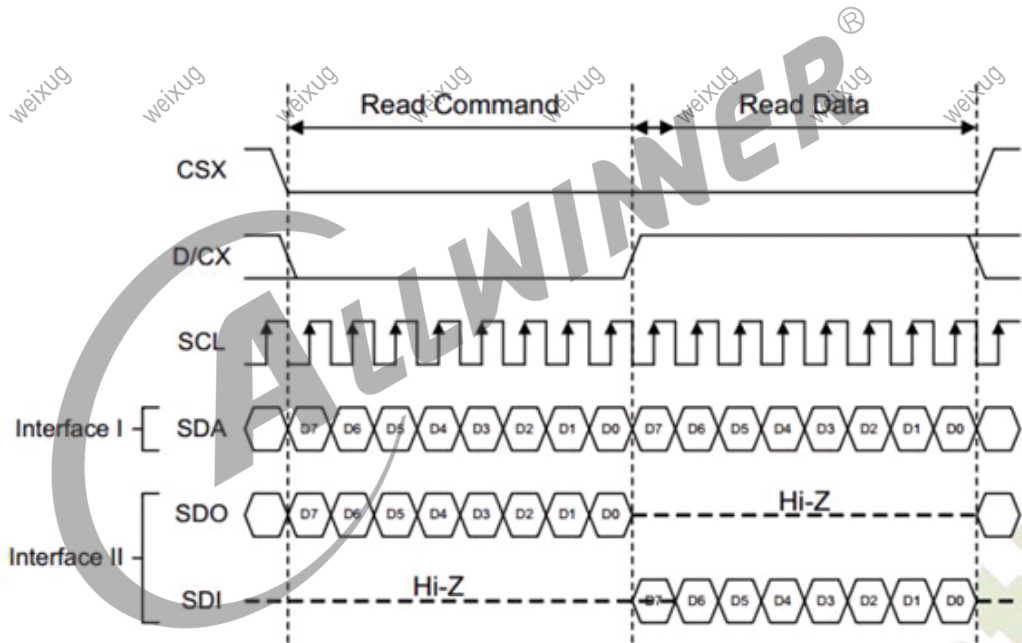 ®
ALLWINNER
weixug weixug weixug weixug weixug weixug weixug weixug
Read Command Read Data
CSX
D/CX
SCL
Interface I SDA D7 D6 D5 D4 D3 D2 D1 D0 D7 D6 D5 D4 D3 D2 D1 D0
SDO D7 D6 D5 D4 D3 D2 D1 D0 Hi-Z
Interface II
SDI Hi-Z D7 D6 D5 D4 D3 D2 D1 D0